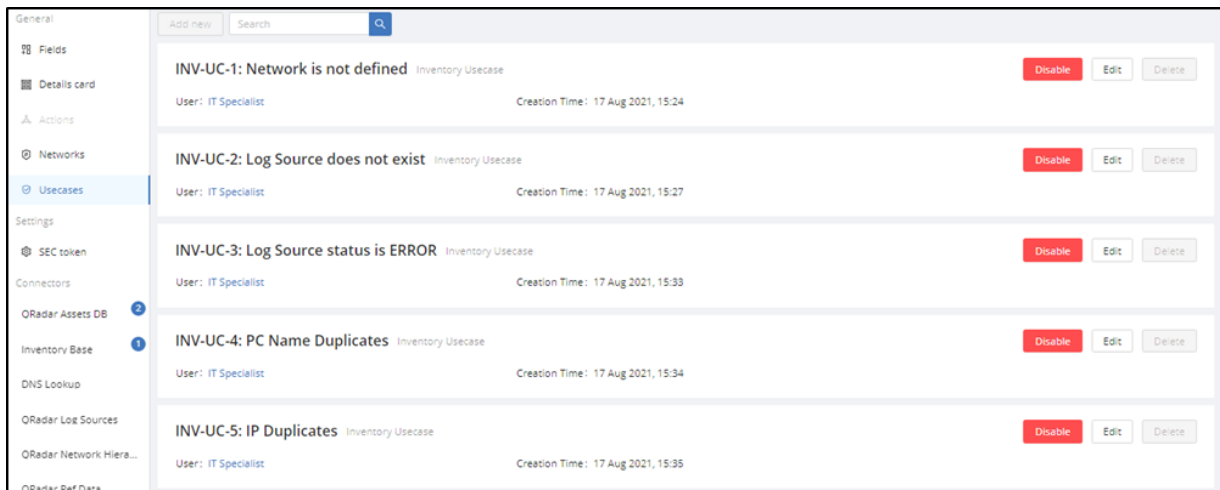 General
Fields
Details card
Actions
Networks
Usecases
Settings
SEC token
Connectors
QRadar Assets DB 2
Inventory Base 1
DNS Lookup
QRadar Log Sources
QRadar Network Hiera...
QRadar Ref Data
Add new Search
INV-UC-1: Network is not defined Inventory Usecase Disable Edit Delete
User: IT Specialist Creation Time: 17 Aug 2021, 15:24
INV-UC-2: Log Source does not exist Inventory Usecase Disable Edit Delete
User: IT Specialist Creation Time: 17 Aug 2021, 15:27
INV-UC-3: Log Source status is ERROR Inventory Usecase Disable Edit Delete
User: IT Specialist Creation Time: 17 Aug 2021, 15:33
INV-UC-4: PC Name Duplicates Inventory Usecase Disable Edit Delete
User: IT Specialist Creation Time: 17 Aug 2021, 15:34
INV-UC-5: IP Duplicates Inventory Usecase Disable Edit Delete
User: IT Specialist Creation Time: 17 Aug 2021, 15:35